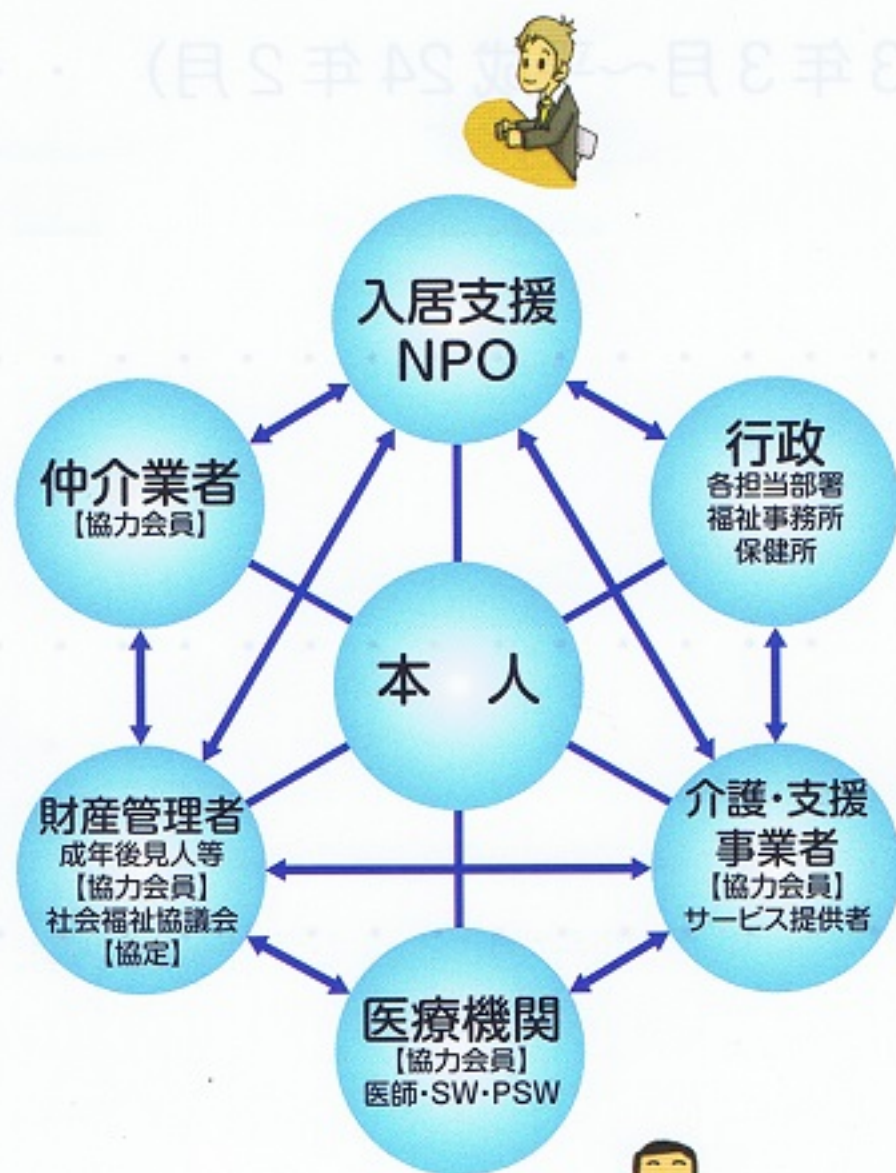 入居支援
NPO
仲介業者
【協力会員】
行政
各担当部署
福祉事務所
保健所
本 人
財産管理者
成年後見人等
【協力会員】
社会福祉協議会
【協定】
介護・支援
事業者
【協力会員】
サービス提供者
医療機関
【協力会員】
医師・SW・PSW